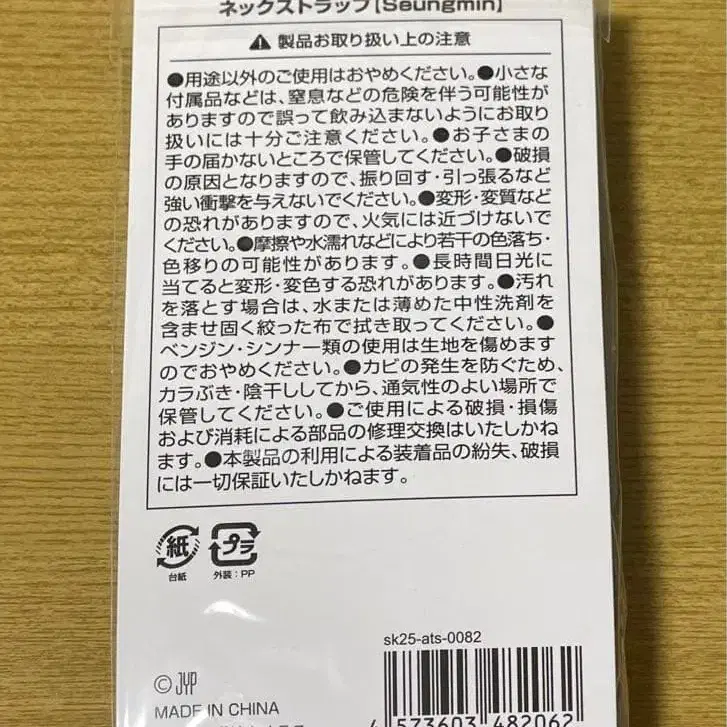 ネックストラップ【Seungmin】
⚠ 製品お取り扱い上の注意
●用途以外のご使用はおやめください。●小さな
付属品などは、窒息などの危険を伴う可能性が
ありますので誤って飲み込まないようにお取り
扱いには十分ご注意ください。●お子さまの
手の届かないところで保管してください。●破損
の原因となりますので、振り回す・引っ張るなど
強い衝撃を与えないでください。●変形・変質など
の恐れがありますので、火気には近づけないで
ください。●摩擦や水濡れなどにより若干の色落ち・
色移りの可能性があります。●長時間日光に
当てると変形・変色する恐れがあります。●汚れ
を落とす場合は、水または薄めた中性洗剤を
含ませ固く絞った布で拭き取ってください。●
ベンジン・シンナー類の使用は生地を傷めます
のでおやめください。●カビの発生を防ぐため、
カラぶき・陰干ししてから、通気性のよい場所で
保管してください。●ご使用による破損・損傷
および消耗による部品の修理交換はいたしかね
ます。●本製品の利用による装着品の紛失、破損
には一切保証いたしかねます。
紙 プラ
台紙 外装：PP
sk25-ats-0082
© JYP
MADE IN CHINA
4 573603 482062